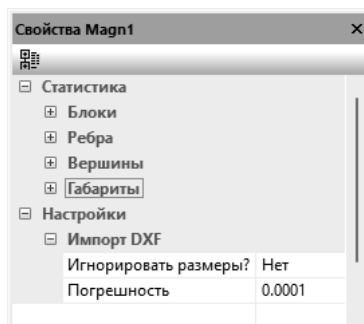 Свойства Magn1
Статистика
Блоки
Ребра
Вершины
Габариты
Настройки
Импорт DXF
Игнорировать размеры? Нет
Погрешность 0.0001